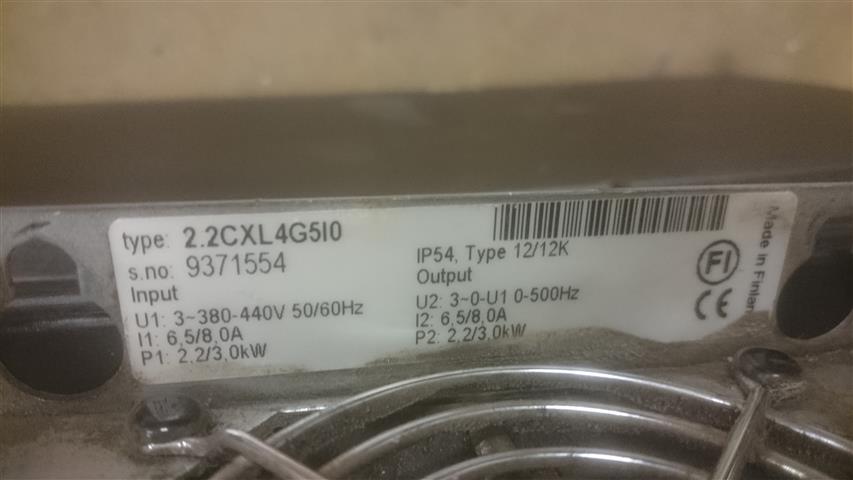 type: 2.2CXL4G5I0
s.no: 9371554
Input
U1: 3~380-440V 50/60Hz
I1: 6,5/8,0A
P1: 2,2/3,0kW
IP54, Type 12/12K
Output
U2: 3~0-U1 0-500Hz
I2: 6,5/8,0A
P2: 2,2/3,0kW
FI
CE
Made in Finlan